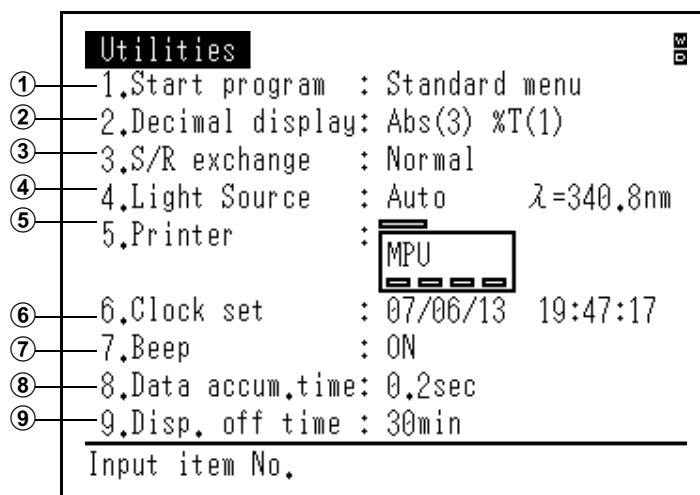 Utilities
W
D
① 1.Start program : Standard menu
② 2.Decimal display: Abs(3) %T(1)
③ 3.S/R exchange : Normal
④ 4.Light Source : Auto λ=340.8nm
⑤ 5.Printer :
MPU
⑥ 6.Clock set : 07/06/13 19:47:17
⑦ 7.Beep : ON
⑧ 8.Data accum.time: 0.2sec
⑨ 9.Disp. off time : 30min
Input item No.